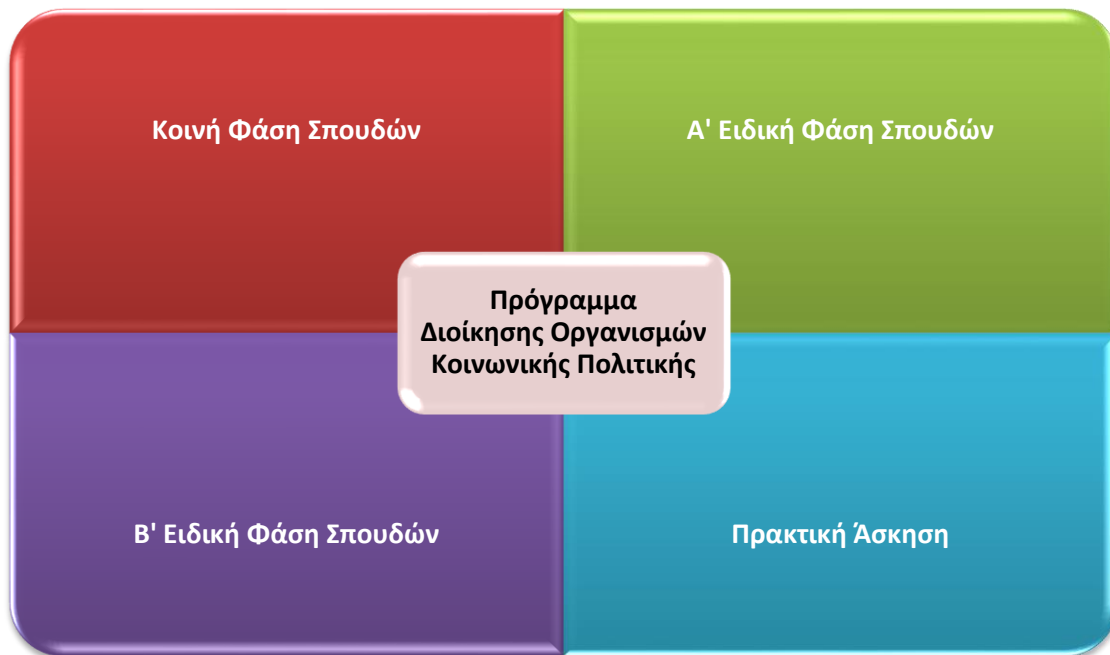 Κοινή Φάση Σπουδών
Α' Ειδική Φάση Σπουδών
Πρόγραμμα
Διοίκησης Οργανισμών
Κοινωνικής Πολιτικής
Β' Ειδική Φάση Σπουδών
Πρακτική Άσκηση